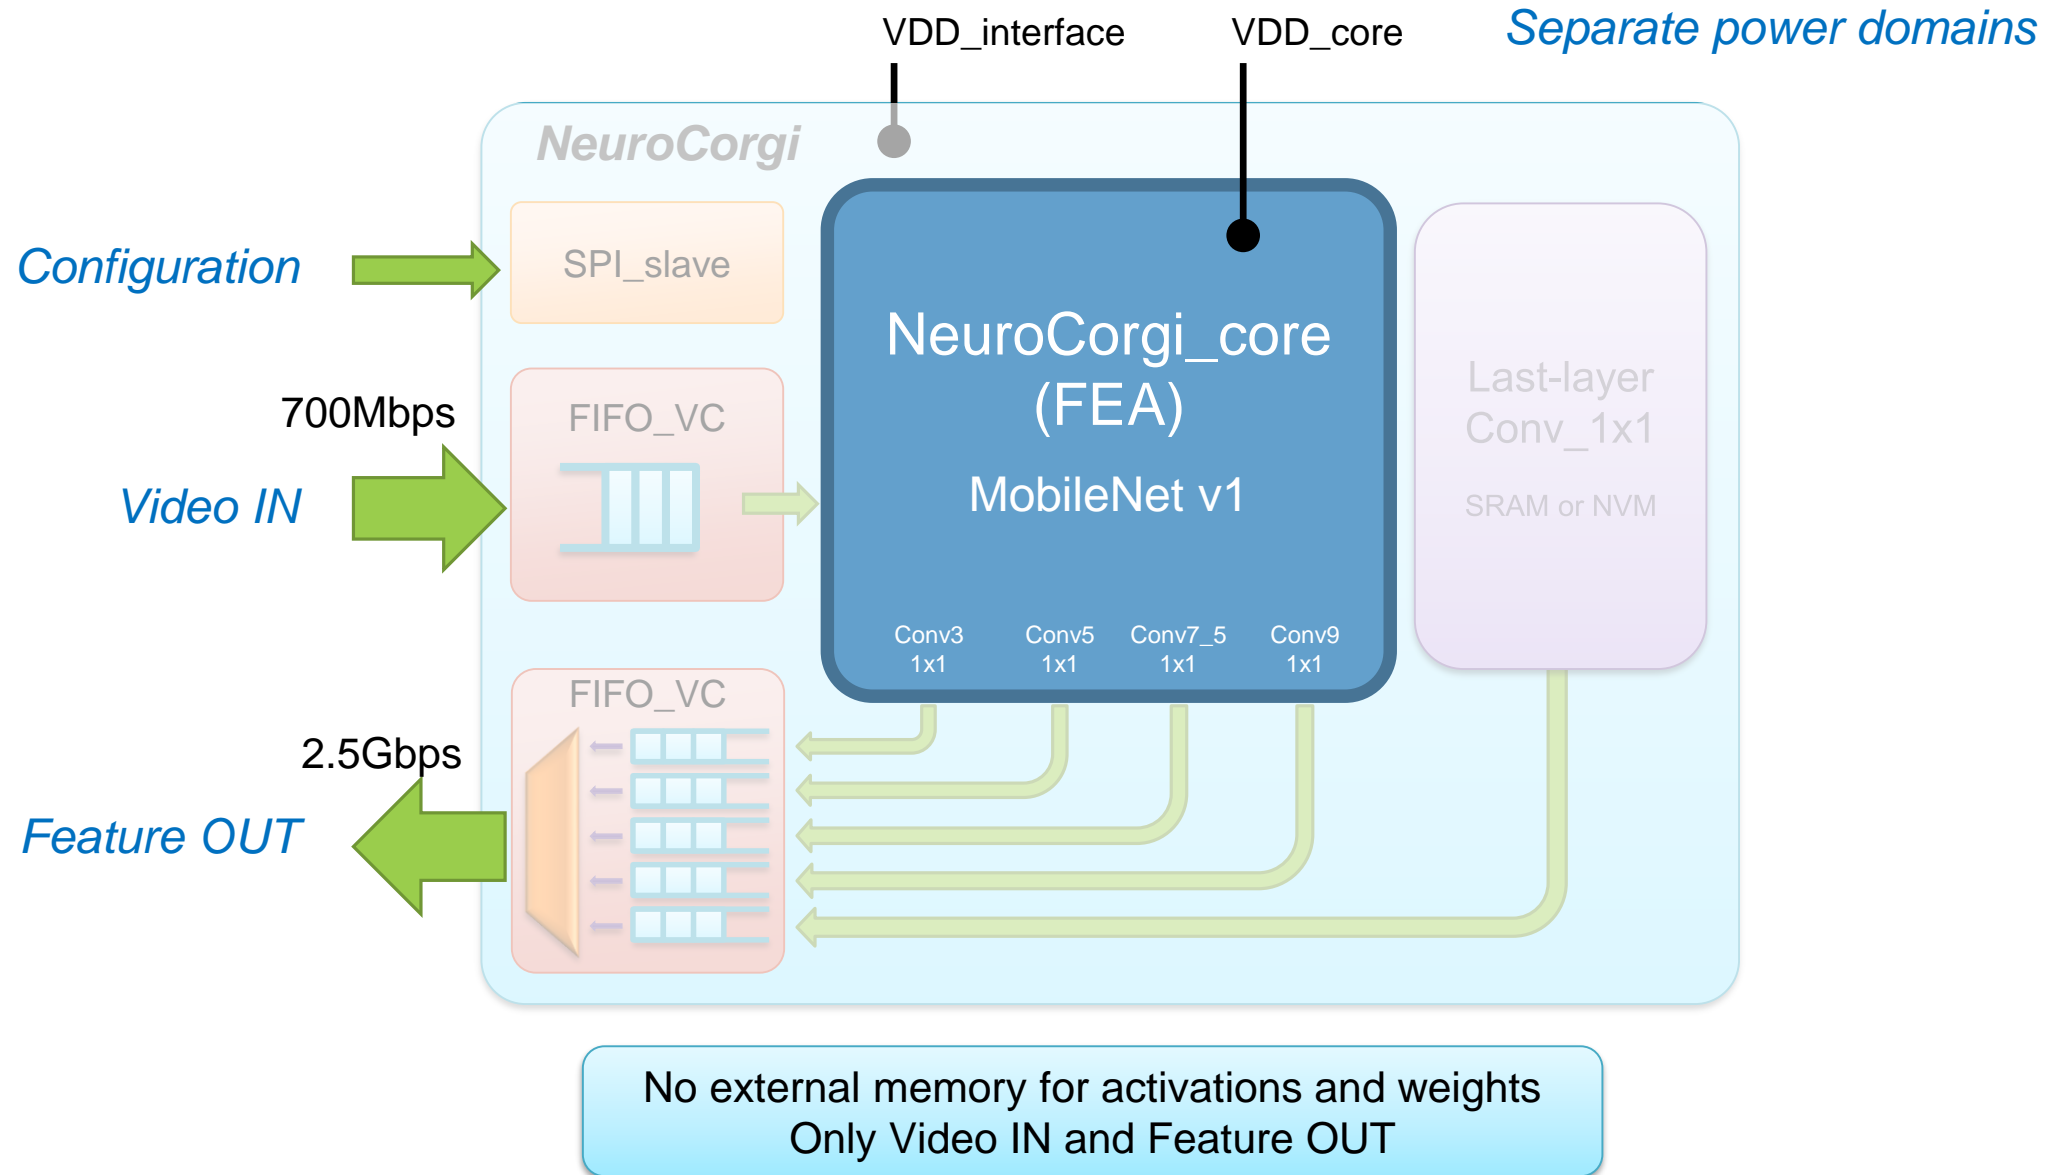 VDD_interface
VDD_core
Separate power domains
NeuroCorgi
Configuration
SPI_slave
NeuroCorgi_core
(FEA)
MobileNet v1
Last-layer
Conv_1x1
SRAM or NVM
700Mbps
FIFO_VC
Video IN
Conv3
1x1
Conv5
1x1
Conv7_5
1x1
Conv9
1x1
FIFO_VC
2.5Gbps
Feature OUT
No external memory for activations and weights
Only Video IN and Feature OUT